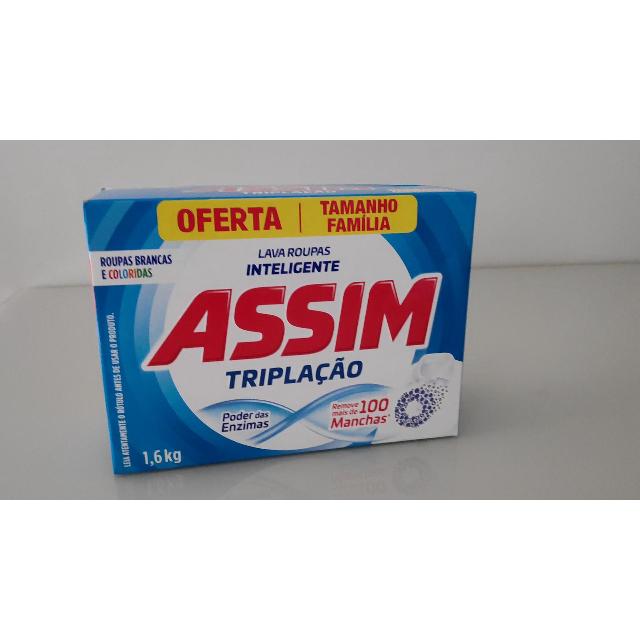 TRIPLAÇÃO
OFERTA | TAMANHO
FAMÍLIA
ROUPAS BRANCAS
E COLORIDAS
LAVA ROUPAS
INTELIGENTE
ASSIM
TRIPLAÇÃO
Poder das
Enzimas
Remove
mais de 100
Manchas*
LEIA ATENTAMENTE O RÓTULO ANTES DE USAR O PRODUTO.
1,6kg